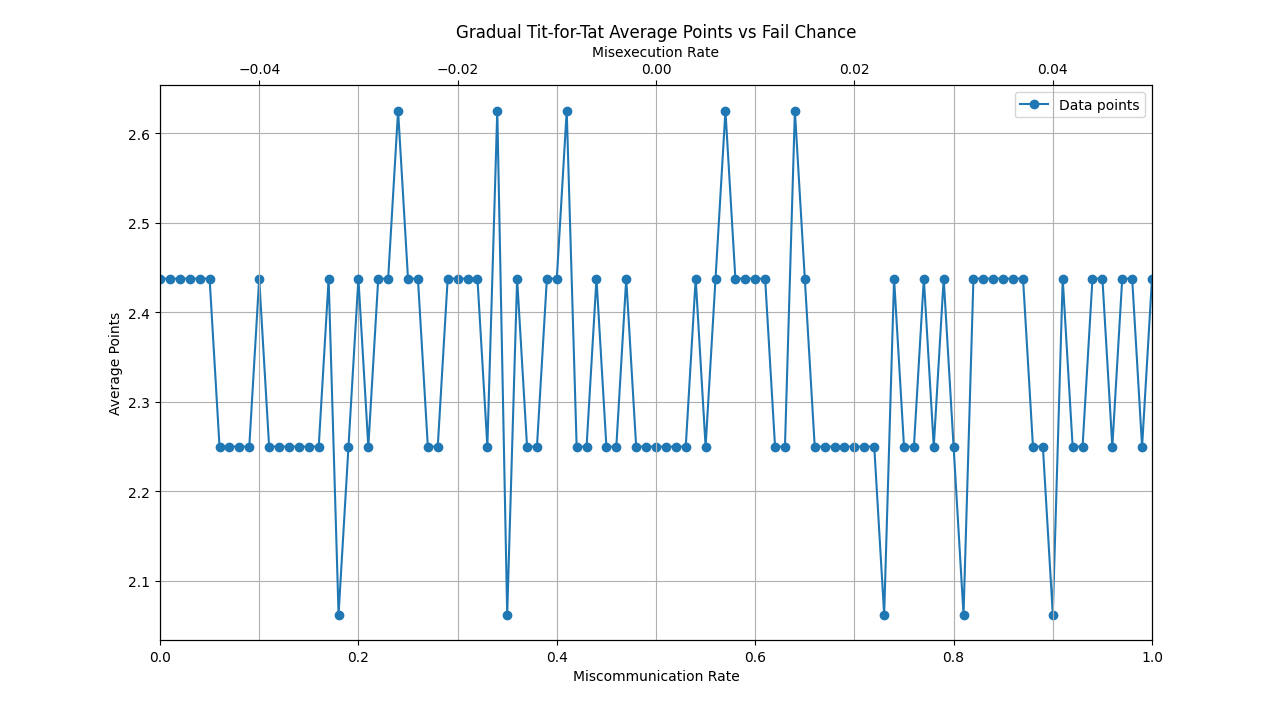 Gradual Tit-for-Tat Average Points vs Fail Chance
Misexecution Rate
−0.04 −0.02 0.00 0.02 0.04
Data points
2.6
2.5
2.4
2.3
2.2
2.1
Average Points
0.0 0.2 0.4 0.6 0.8 1.0
Miscommunication Rate